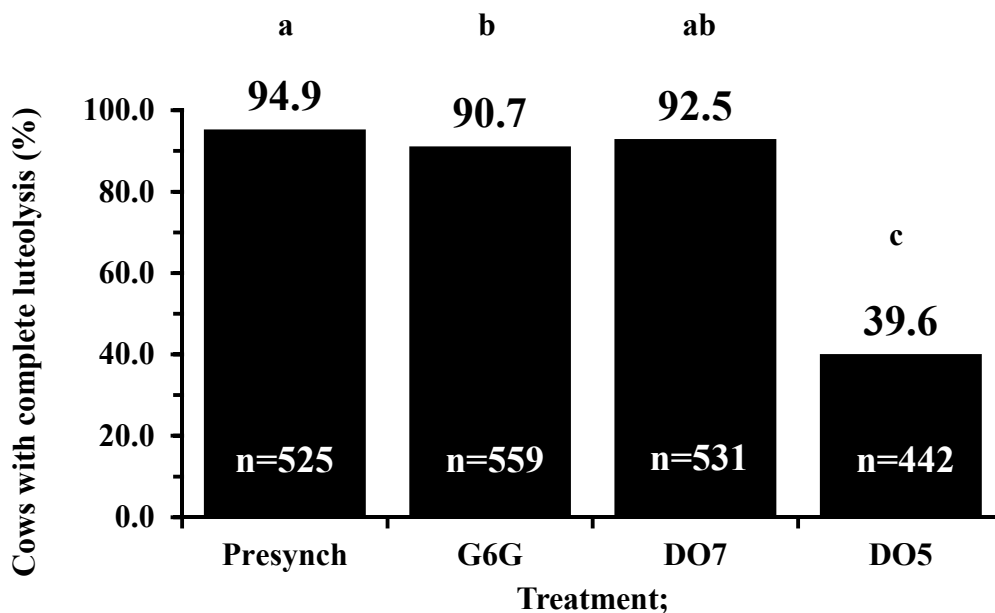 a b ab
94.9 90.7 92.5
100.0
80.0
c
60.0
39.6
40.0
20.0
n=525 n=559 n=531 n=442
0.0
Presynch G6G DO7 DO5
Treatment;
Cows with complete luteolysis (%)